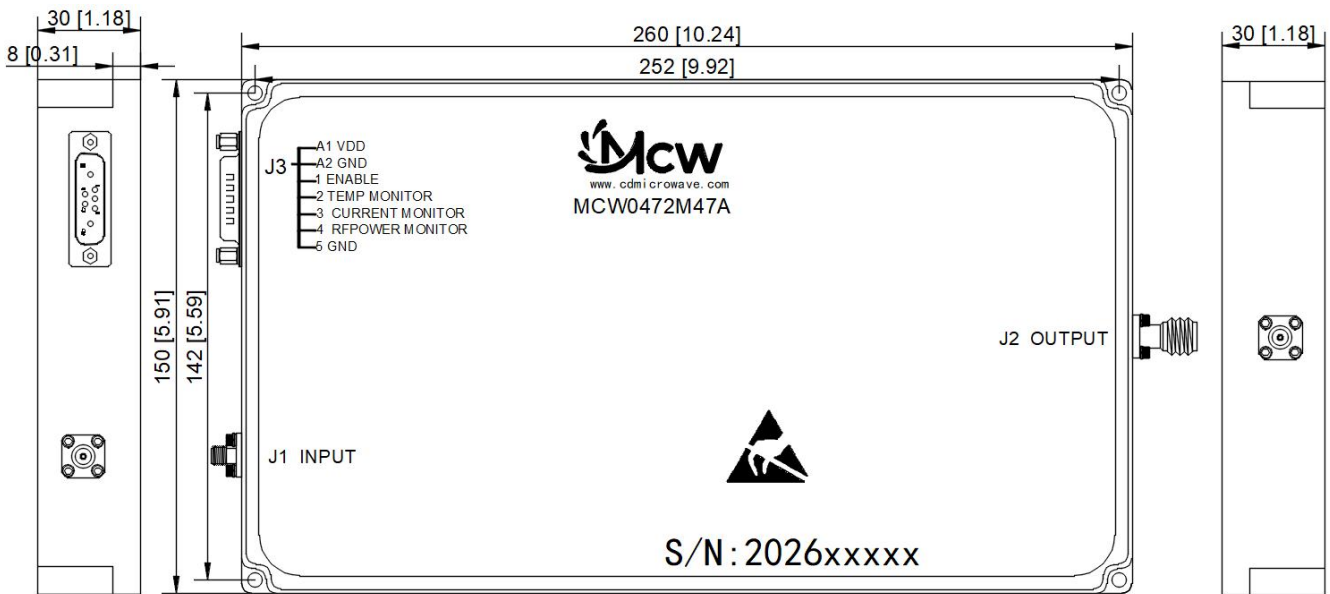 30 [1.18]
8 [0.31]
260 [10.24]
252 [9.92]
30 [1.18]
150 [5.91]
142 [5.59]
J3
A1 VDD
A2 GND
1 ENABLE
2 TEMP MONITOR
3 CURRENT MONITOR
4 RFPOWER MONITOR
5 GND
Mcw
www.cdmicrowave.com
MCW0472M47A
J2 OUTPUT
J1 INPUT
S/N:2026xxxxx